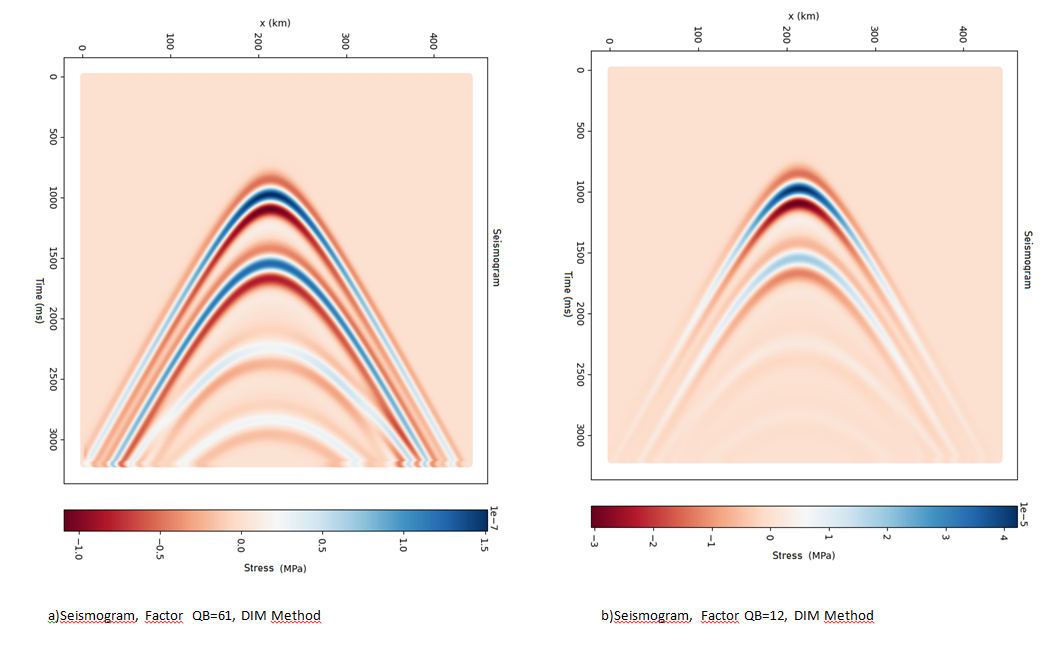 x (km)
0 100 200 300 400
0
500
1000
1500
2000
2500
3000
Time (ms)
Seismogram
1e−7
−1.0 −0.5 0.0 0.5 1.0 1.5
Stress (MPa)
a)Seismogram, Factor QB=61, DIM Method
x (km)
0 100 200 300 400
0
500
1000
1500
2000
2500
3000
Time (ms)
Seismogram
1e−5
−3 −2 −1 0 1 2 3 4
Stress (MPa)
b)Seismogram, Factor QB=12, DIM Method